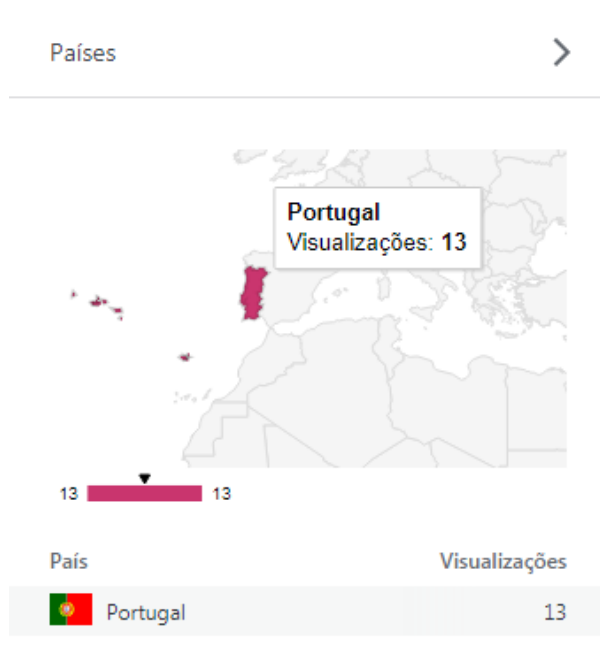 Países
Portugal
Visualizações: 13
13 13
País Visualizações
Portugal 13